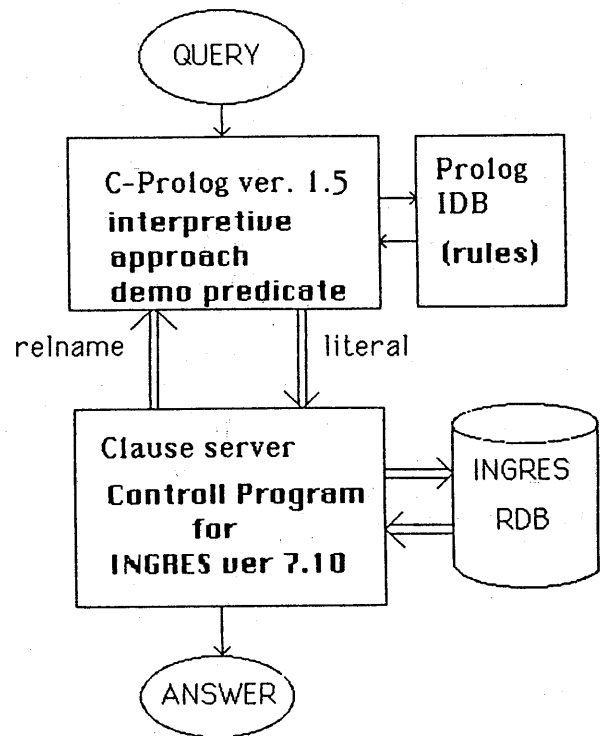 QUERY
C-Prolog ver. 1.5
interpretive
approach
demo predicate
Prolog
IDB
(rules)
relname
literal
Clause server
Controll Program
for
INGRES ver 7.10
INGRES
RDB
ANSWER